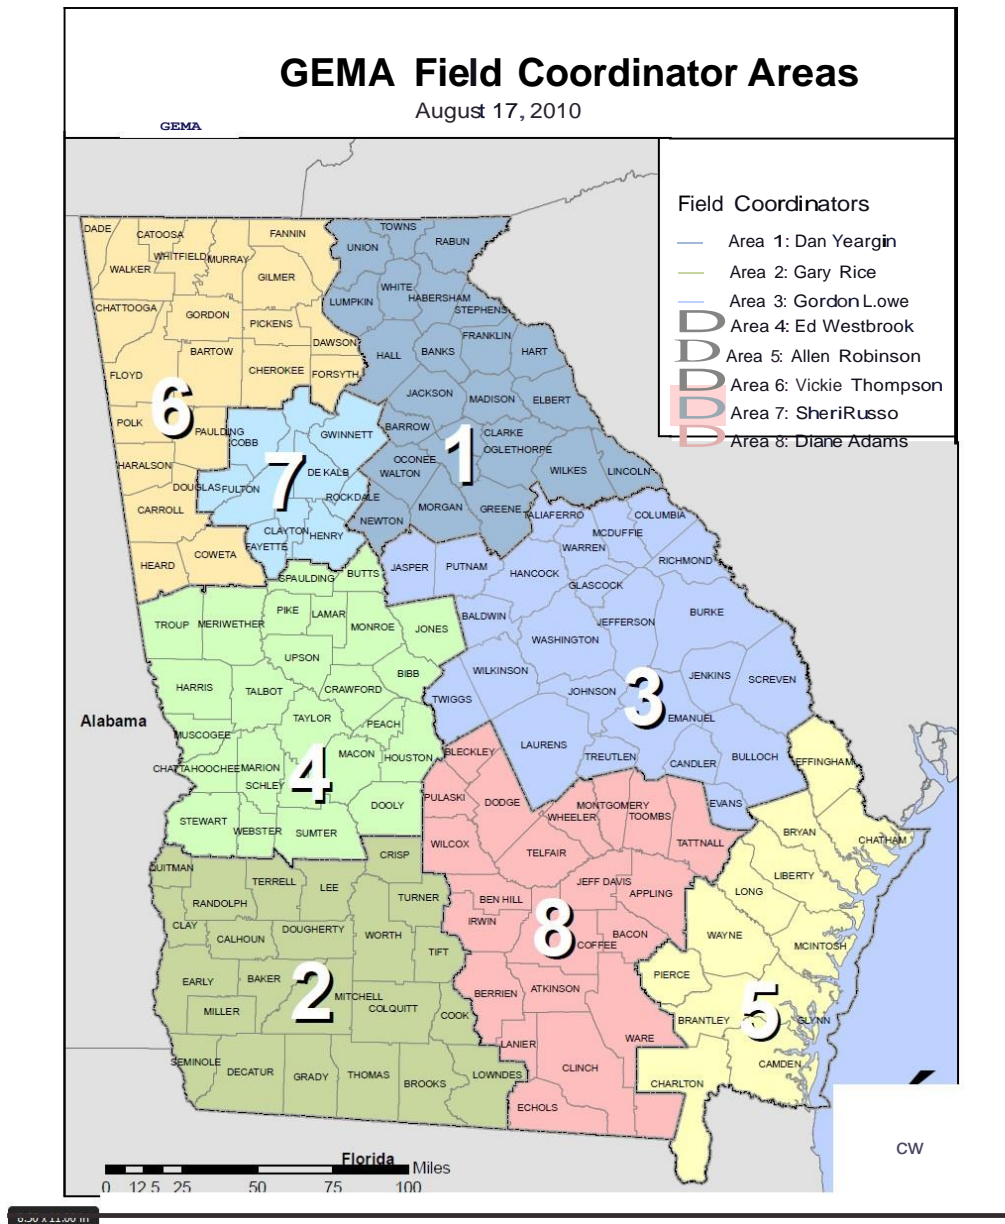 GEMA Field Coordinator Areas
August 17, 2010
GEMA
Field Coordinators
Area 1: Dan Yeargin
Area 2: Gary Rice
Area 3: Gordon L.owe
D Area 4: Ed Westbrook
D Area 5: Allen Robinson
D Area 6: Vickie Thompson
D Area 7: SheriRusso
D Area 8: Diane Adams
DADE
CATOOSA
FANNIN
TOWNS
UNION
RABUN
WHITFIELD
MURRAY
WALKER
GILMER
WHITE
HABERSHAM
LUMPKIN
STEPHENS
CHATTOOGA
GORDON
PICKENS
DAWSON
FRANKLIN
BARTOW
HALL
BANKS
HART
FLOYD
CHEROKEE
FORSYTH
JACKSON
MADISON
ELBERT
6
POLK
PAULDING
COBB
GWINNETT
BARROW
CLARKE
OGLETHORPE
1
OCONEE
WALTON
HARALSON
7
DE KALB
WILKES
LINCOLN
DOUGLAS
FULTON
ROCKDALE
CARROLL
NEWTON
MORGAN
GREENE
TALIAFERRO
COLUMBIA
CLAYTON
HENRY
MCDUFFIE
FAYETTE
WARREN
COWETA
HEARD
RICHMOND
SPAULDING
BUTTS
JASPER
PUTNAM
HANCOCK
GLASCOCK
TROUP
MERIWETHER
PIKE
LAMAR
MONROE
JONES
BALDWIN
JEFFERSON
BURKE
WASHINGTON
UPSON
BIBB
WILKINSON
JENKINS
SCREVEN
HARRIS
TALBOT
CRAWFORD
TWIGGS
JOHNSON
3
EMANUEL
Alabama
TAYLOR
PEACH
MUSCOGEE
LAURENS
TREUTLEN
CANDLER
BULLOCH
BLECKLEY
EFFINGHAM
CHATTAHOOCHEE
MARION
MACON
HOUSTON
4
SCHLEY
PULASKI
DODGE
MONTGOMERY
WHEELER
TOOMBS
EVANS
DOOLY
STEWART
WEBSTER
SUMTER
WILCOX
TELFAIR
TATTNALL
BRYAN
CHATHAM
CRISP
QUITMAN
TERRELL
LEE
JEFF DAVIS
APPLING
LIBERTY
LONG
RANDOLPH
TURNER
BEN HILL
IRWIN
CLAY
CALHOUN
DOUGHERTY
WORTH
8
COFFEE
BACON
WAYNE
MCINTOSH
TIFT
EARLY
BAKER
2
MITCHELL
COLQUITT
BERRIEN
ATKINSON
PIERCE
MILLER
COOK
BRANTLEY
5
GLYNN
LANIER
WARE
SEMINOLE
DECATUR
GRADY
THOMAS
BROOKS
LOWNDES
CLINCH
CHARLTON
CAMDEN
ECHOLS
CW
Florida
Miles
0 12.5 25 50 75 100
8.50 x 11.00 in